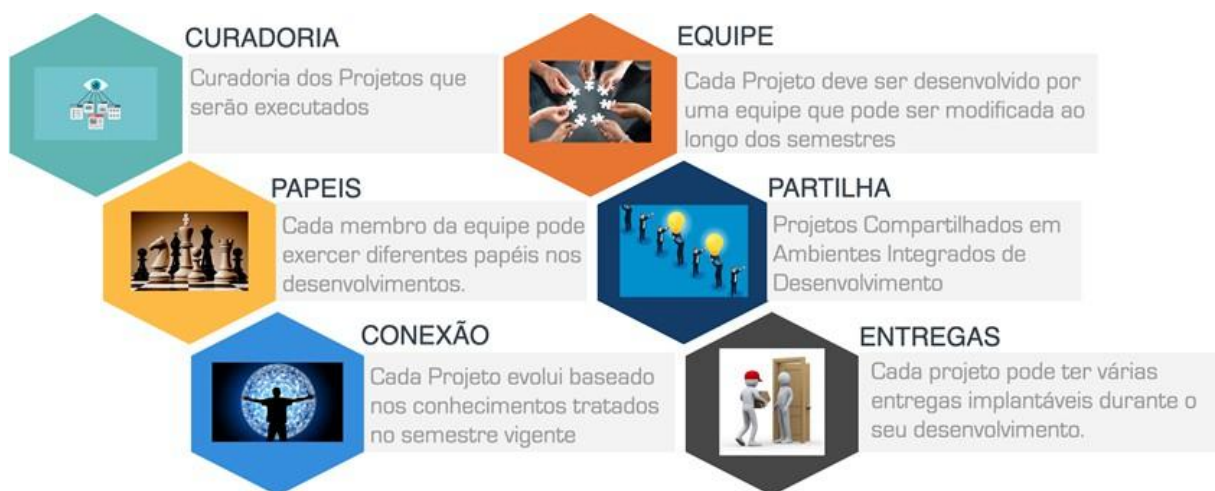 CURADORIA
Curadoria dos Projetos que
serão executados
EQUIPE
Cada Projeto deve ser desenvolvido por
uma equipe que pode ser modificada ao
longo dos semestres
PAPEIS
Cada membro da equipe pode
exercer diferentes papéis nos
desenvolvimentos.
PARTILHA
Projetos Compartilhados em
Ambientes Integrados de
Desenvolvimento
CONEXÃO
Cada Projeto evolui baseado
nos conhecimentos tratados
no semestre vigente
ENTREGAS
Cada projeto pode ter várias
entregas implantáveis durante o
seu desenvolvimento.